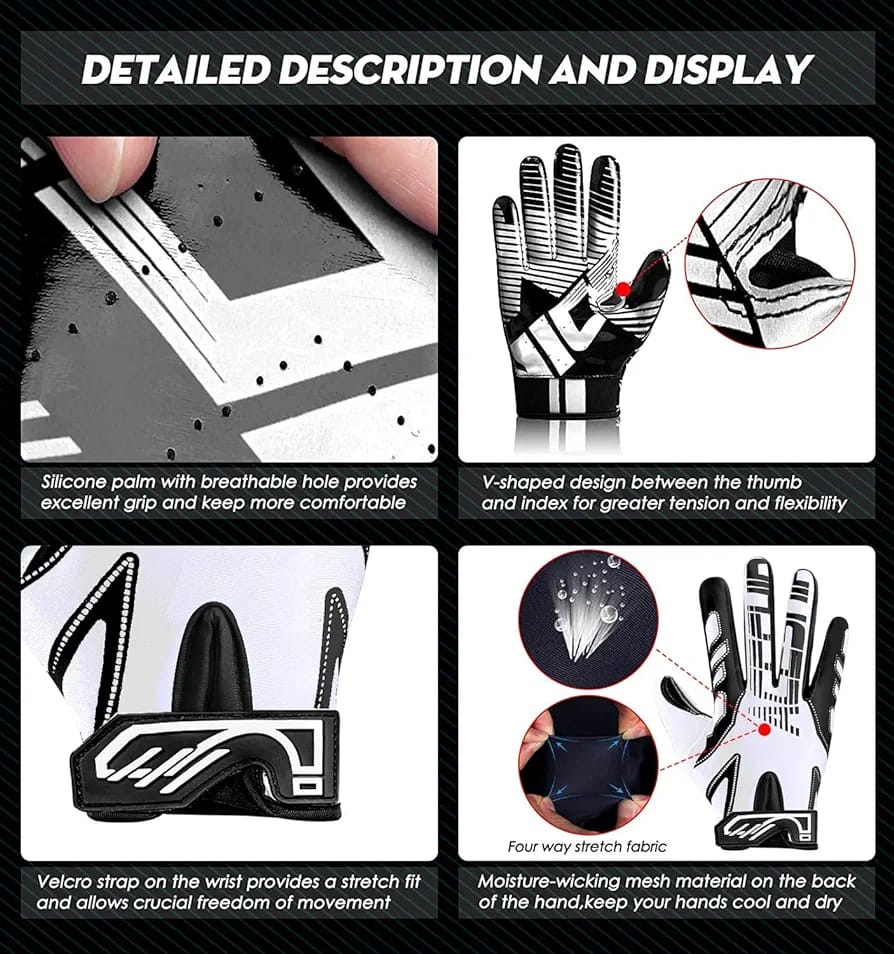 DETAILED DESCRIPTION AND DISPLAY
Silicone palm with breathable hole provides
excellent grip and keep more comfortable
V-shaped design between the thumb
and index for greater tension and flexibility
Velcro strap on the wrist provides a stretch fit
and allows crucial freedom of movement
Four way stretch fabric
Moisture-wicking mesh material on the back
of the hand,keep your hands cool and dry